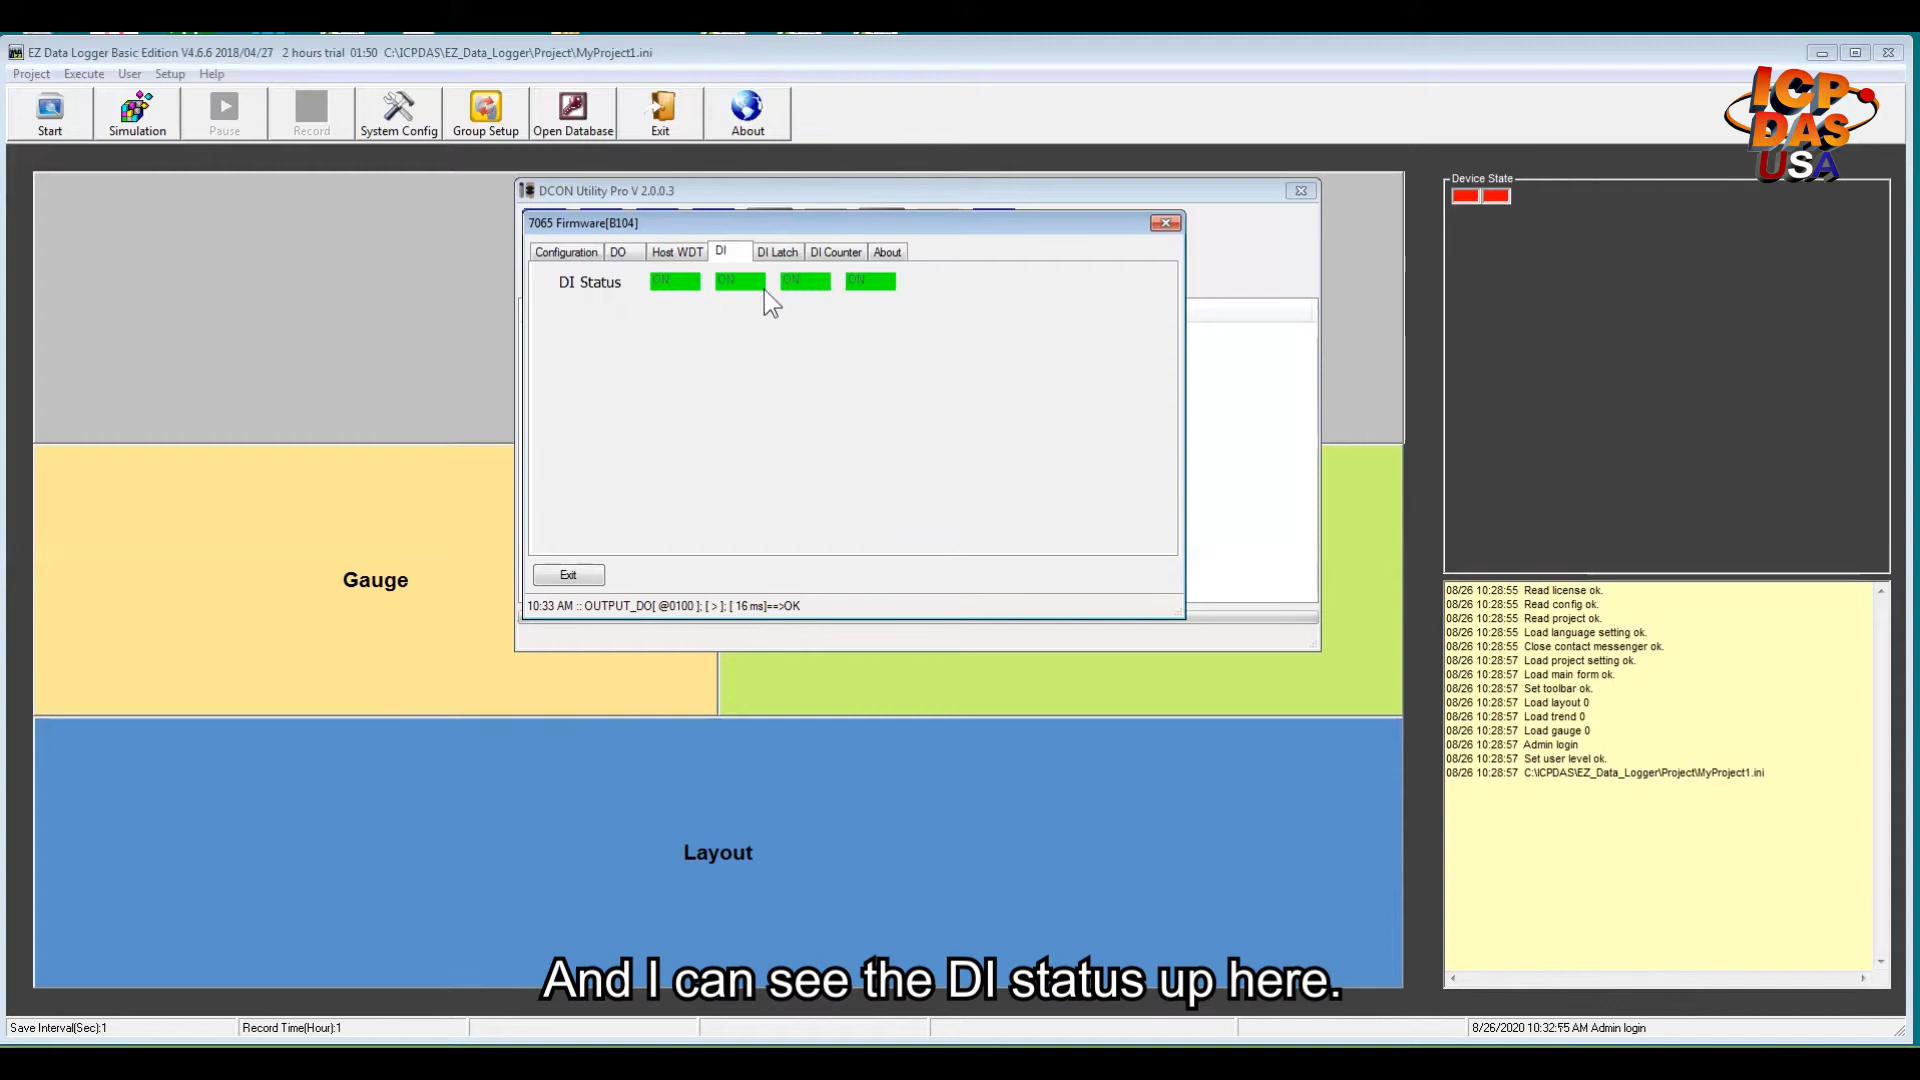 EZ Data Logger Basic Edition V4.6.6 2018/04/27 2 hours trial 01:50 C:\ICPDAS\EZ_Data_Logger\Project\MyProject1.ini
Project Execute User Setup Help
Start Simulation Pause Record System Config Group Setup Open Database Exit About
ICP
DAS
USA
Device State
DCON Utility Pro V 2.0.0.3
7065 Firmware[B104]
Configuration DO Host WDT DI DI Latch DI Counter About
DI Status ON ON ON ON
Exit
10:33 AM :: OUTPUT_DO[ @0100 ]; [ > ]; [ 16 ms]==>OK
Gauge
Layout
08/26 10:28:55 Read license ok.
08/26 10:28:55 Read config ok.
08/26 10:28:55 Read project ok.
08/26 10:28:55 Load language setting ok.
08/26 10:28:55 Close contact messenger ok.
08/26 10:28:57 Load project setting ok.
08/26 10:28:57 Load main form ok.
08/26 10:28:57 Set toolbar ok.
08/26 10:28:57 Load layout 0
08/26 10:28:57 Load trend 0
08/26 10:28:57 Load gauge 0
08/26 10:28:57 Admin login
08/26 10:28:57 Set user level ok.
08/26 10:28:57 C:\ICPDAS\EZ_Data_Logger\Project\MyProject1.ini
And I can see the DI status up here.
Save Interval(Sec):1 Record Time(Hour):1 8/26/2020 AM Admin login